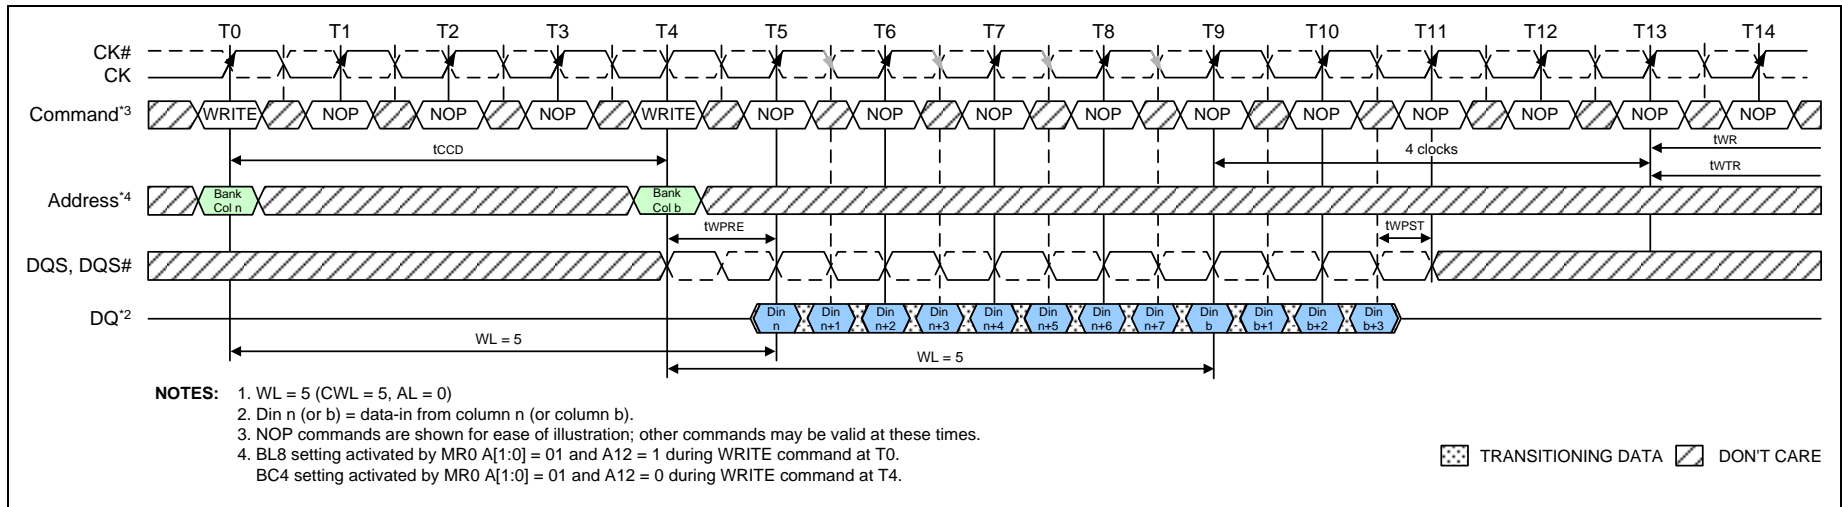 T0 T1 T2 T3 T4 T5 T6 T7 T8 T9 T10 T11 T12 T13 T14
CK#
CK
Command*3 WRITE NOP NOP NOP WRITE NOP NOP NOP NOP NOP NOP NOP NOP NOP NOP
tCCD 4 clocks tWR
tWTR
Address*4 Bank Col n Bank Col b
tWPRE tWPST
DQS, DQS#
DQ*2 Din n Din n+1 Din n+2 Din n+3 Din n+4 Din n+5 Din n+6 Din n+7 Din b Din b+1 Din b+2 Din b+3
WL = 5
WL = 5
NOTES: 1. WL = 5 (CWL = 5, AL = 0)
2. Din n (or b) = data-in from column n (or column b).
3. NOP commands are shown for ease of illustration; other commands may be valid at these times.
4. BL8 setting activated by MR0 A[1:0] = 01 and A12 = 1 during WRITE command at T0.
BC4 setting activated by MR0 A[1:0] = 01 and A12 = 0 during WRITE command at T4.
TRANSITIONING DATA DON'T CARE